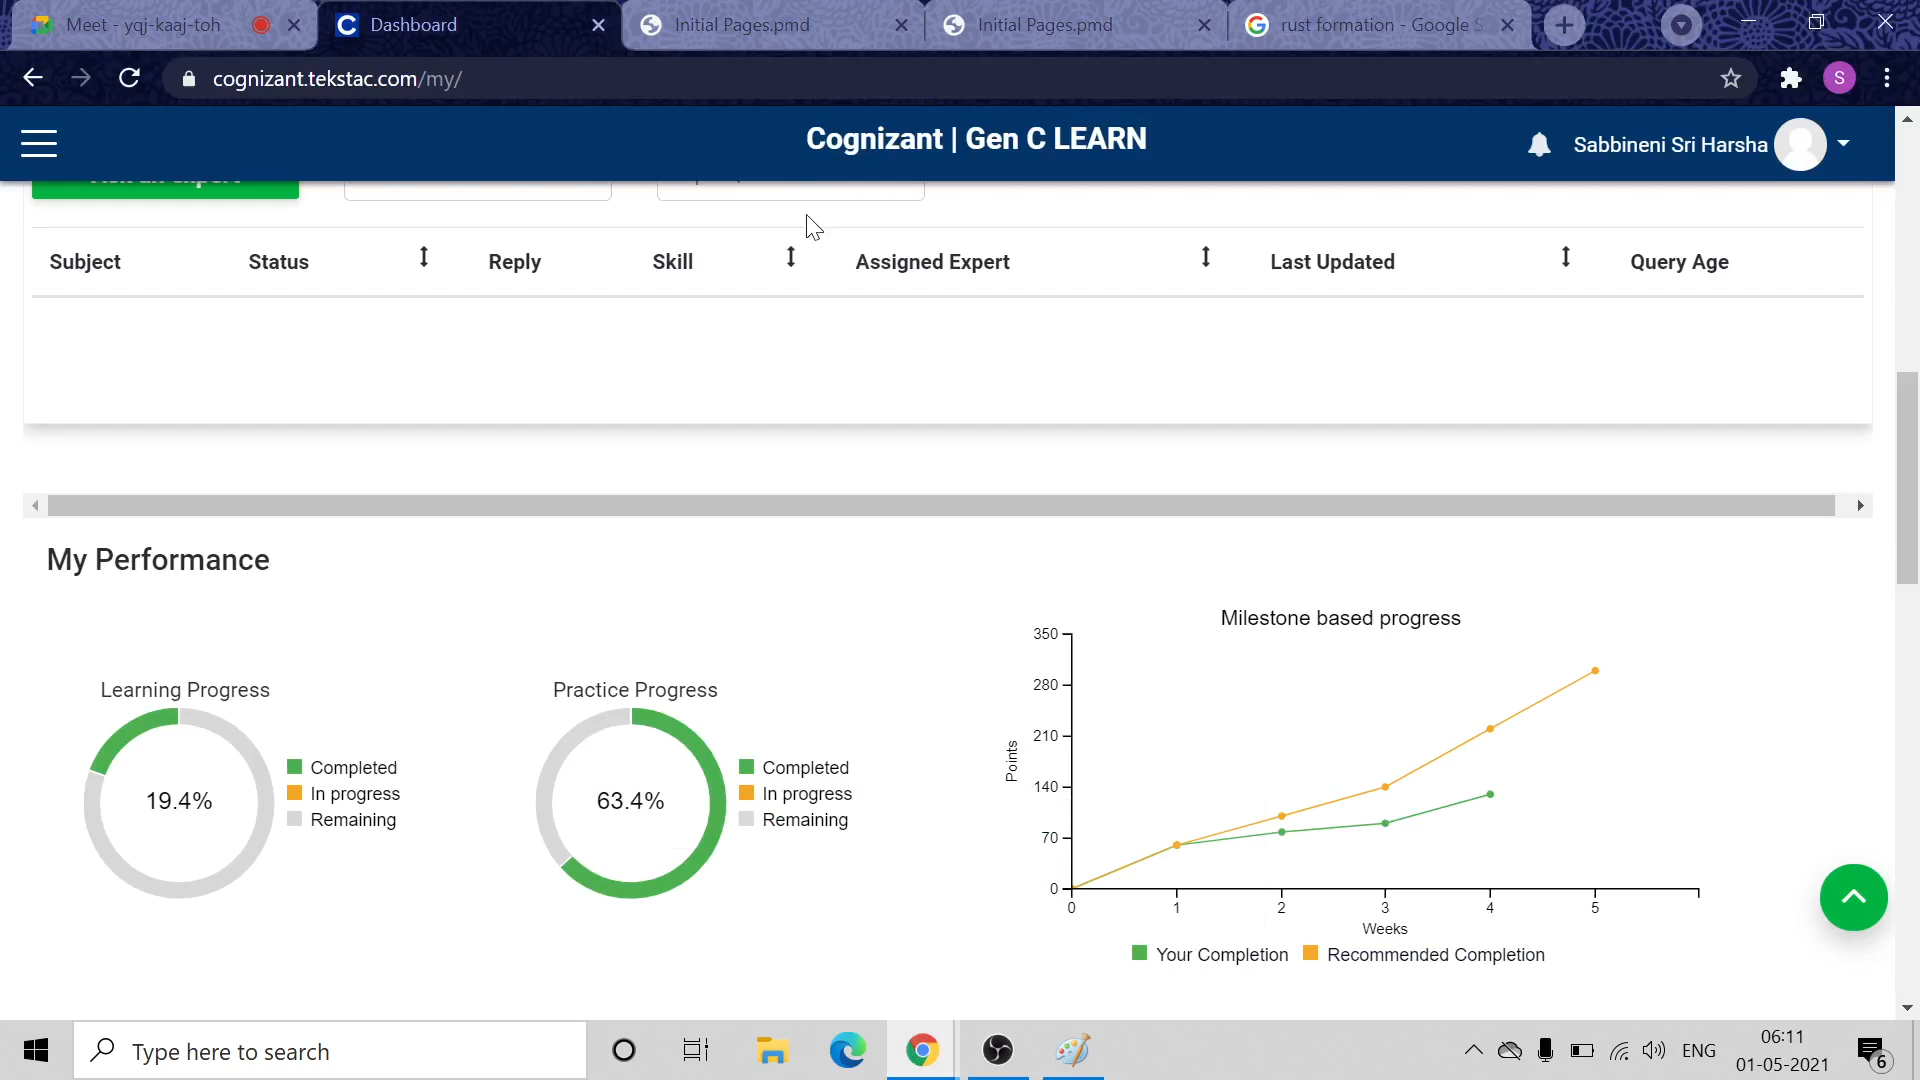 Meet - yqj-kaaj-toh
Dashboard
Initial Pages.pmd
Initial Pages.pmd
rust formation - Google S
cognizant.tekstac.com/my/
S
Cognizant | Gen C LEARN
Sabbineni Sri Harsha
Subject
Status
Reply
Skill
Assigned Expert
Last Updated
Query Age
My Performance
Learning Progress
19.4%
Completed
In progress
Remaining
Practice Progress
63.4%
Completed
In progress
Remaining
Milestone based progress
350
280
210
140
70
0
Points
0
1
2
3
4
5
Weeks
Your Completion
Recommended Completion
Type here to search
ENG
06:11
01-05-2021
6